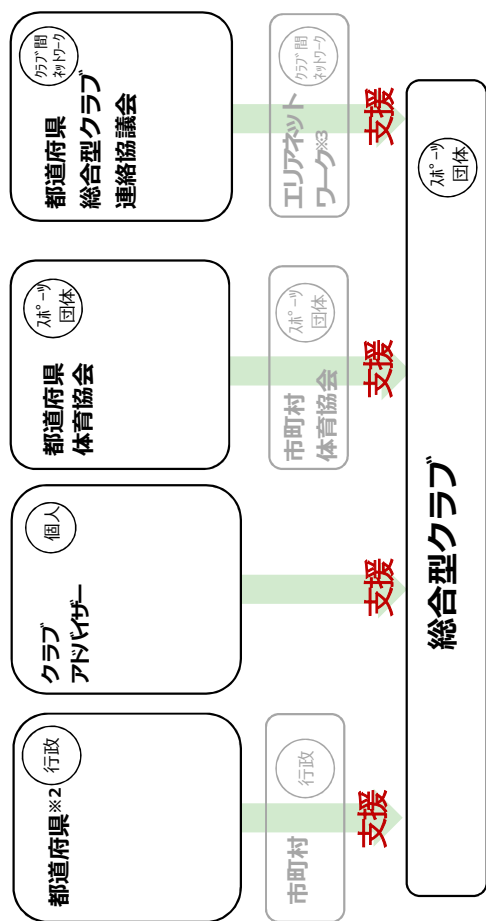 都道府県※2
行政
クラブ
アドバイザー
個人
都道府県
体育協会
スポーツ
団体
都道府県
総合型クラブ
連絡協議会
クラブ間
ネットワーク
市町村
行政
市町村
体育協会
スポーツ
団体
エリアネット
ワーク※3
クラブ間
ネットワーク
支援
支援
支援
支援
総合型クラブ
スポーツ
団体